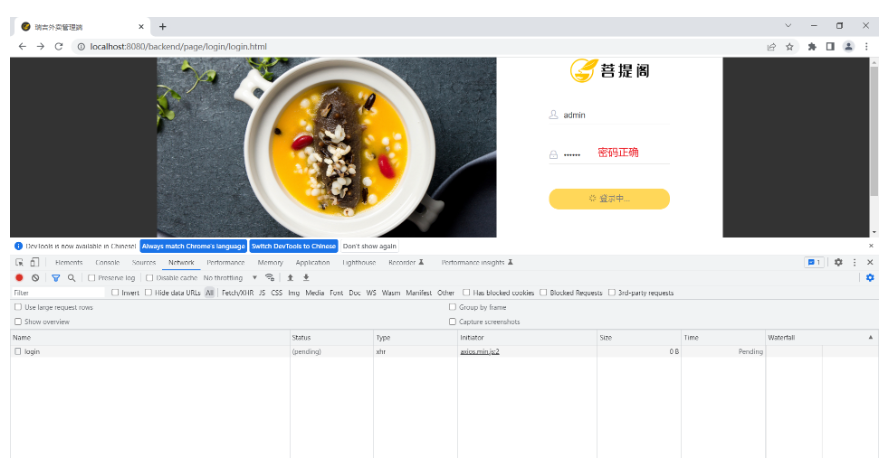 瑞吉外卖管理端
localhost:8080/backend/page/login/login.html
菩提阁
admin
•••••• 密码正确
登录中...
DevTools is now available in Chinese! Always match Chrome's language Switch DevTools to Chinese Don't show again
Elements Console Sources Network Performance Memory Application Lighthouse Recorder Performance insights 1
Preserve log Disable cache No throttling
Filter Invert Hide data URLs All Fetch/XHR JS CSS Img Media Font Doc WS Wasm Manifest Other Has blocked cookies Blocked Requests 3rd-party requests
Use large request rows Group by frame
Show overview Capture screenshots
Name Status Type Initiator Size Time Waterfall
login (pending) xhr axios.min.js:2 0 B Pending